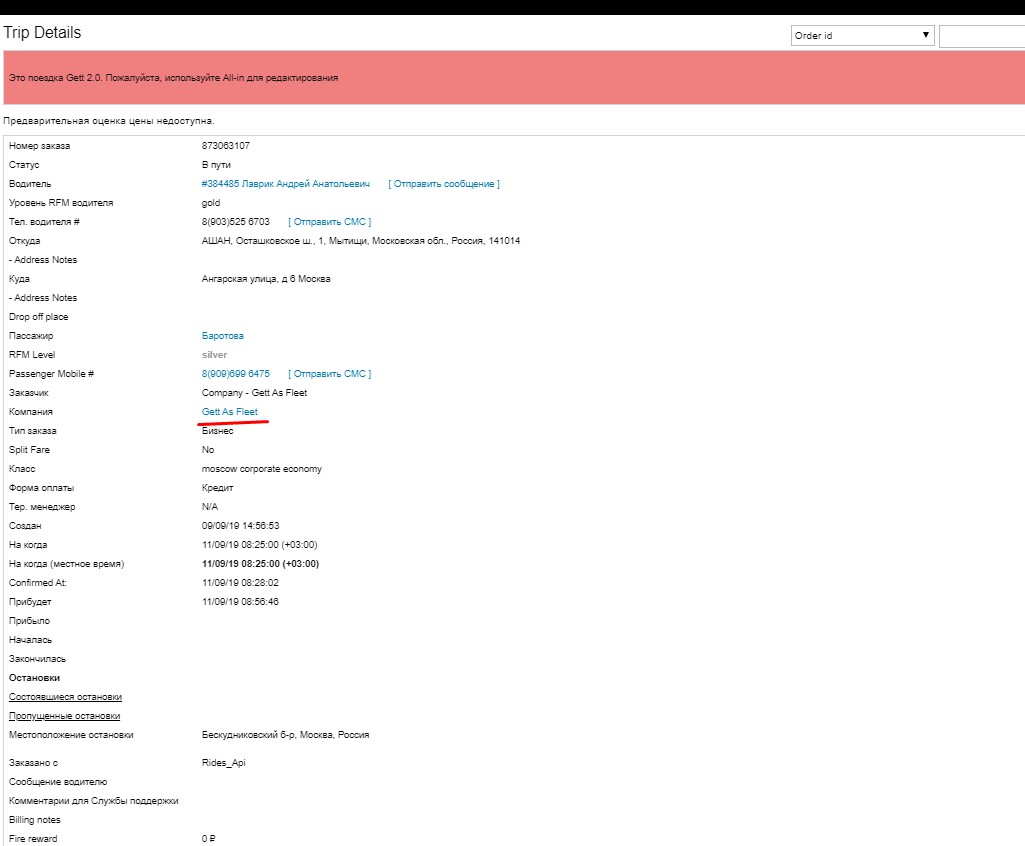 Trip Details
Order id
Это поездка Gett 2.0. Пожалуйста, используйте All-in для редактирования
Предварительная оценка цены недоступна.
Номер заказа 873063107
Статус В пути
Водитель #384485 Лаврик Андрей Анатольевич [ Отправить сообщение ]
Уровень RFM водителя gold
Тел. водителя # 8(903)525 6703 [ Отправить СМС ]
Откуда АШАН, Осташковское ш., 1, Мытищи, Московская обл., Россия, 141014
- Address Notes
Куда Ангарская улица, д 6 Москва
- Address Notes
Drop off place
Пассажир Баротова
RFM Level silver
Passenger Mobile # 8(909)699 6475 [ Отправить СМС ]
Заказчик Company - Gett As Fleet
Компания Gett As Fleet
Тип заказа Бизнес
Split Fare No
Класс moscow corporate economy
Форма оплаты Кредит
Тер. менеджер N/A
Создан 09/09/19 14:56:53
На когда 11/09/19 08:25:00 (+03:00)
На когда (местное время) 11/09/19 08:25:00 (+03:00)
Confirmed At: 11/09/19 08:28:02
Прибудет 11/09/19 08:56:46
Прибыло
Началась
Закончилась
Остановки
Состоявшиеся остановки
Пропущенные остановки
Местоположение остановки Бескудниковский б-р, Москва, Россия
Заказано с Rides_Api
Сообщение водителю
Комментарии для Службы поддержки
Billing notes
Fire reward 0 ₽